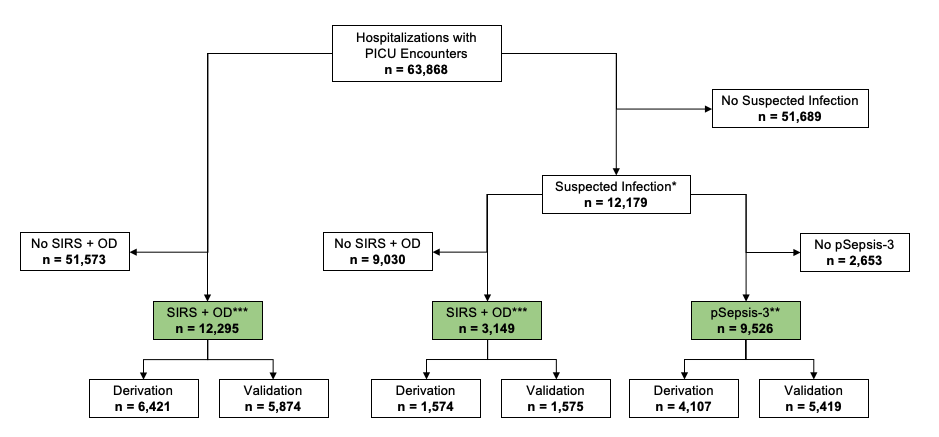 Hospitalizations with
PICU Encounters
n = 63,868
No Suspected Infection
n = 51,689
Suspected Infection*
n = 12,179
No SIRS + OD
n = 51,573
No SIRS + OD
n = 9,030
No pSepsis-3
n = 2,653
SIRS + OD***
n = 12,295
SIRS + OD***
n = 3,149
pSepsis-3**
n = 9,526
Derivation
n = 6,421
Validation
n = 5,874
Derivation
n = 1,574
Validation
n = 1,575
Derivation
n = 4,107
Validation
n = 5,419